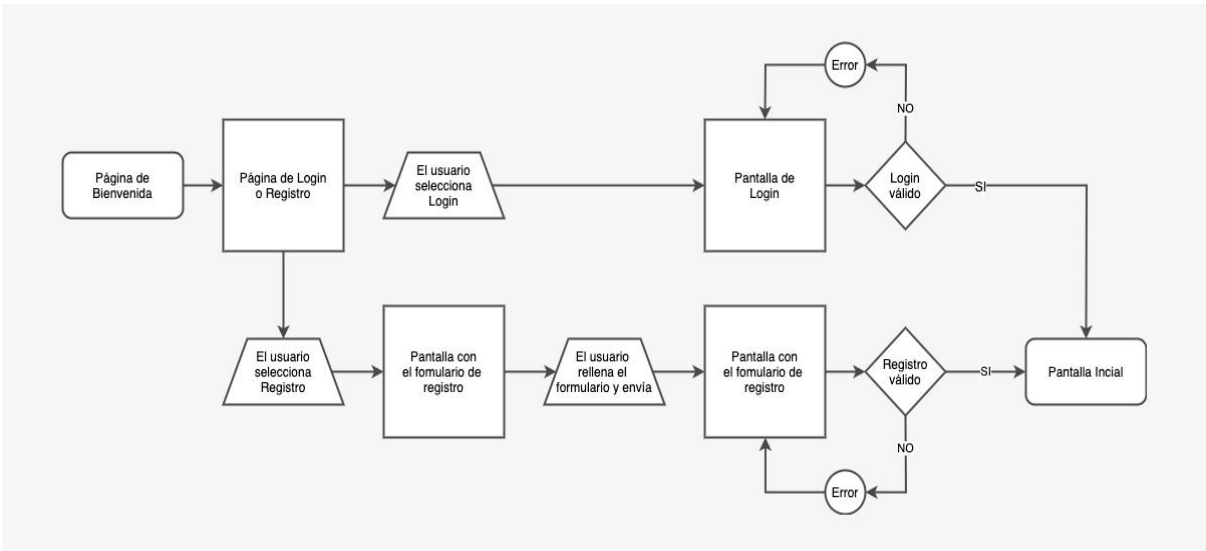 Error
NO
Página de
Bienvenida
Página de Login
o Registro
El usuario
selecciona
Login
Pantalla de
Login
Login
válido
SI
El usuario
selecciona
Registro
Pantalla con
el fomulario de
registro
El usuario
rellena el
formulario y envía
Pantalla con
el fomulario de
registro
Registro
válido
SI
Pantalla Incial
NO
Error